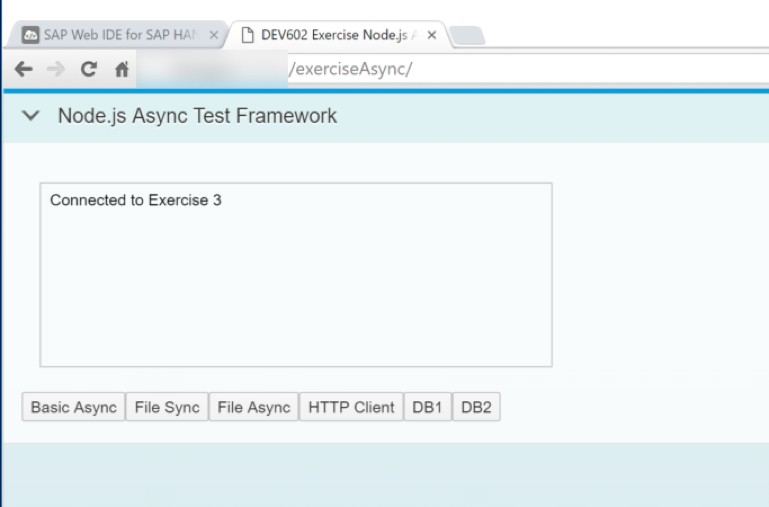 SAP Web IDE for SAP HAN
DEV602 Exercise Node.js
/exerciseAsync/
Node.js Async Test Framework
Connected to Exercise 3
Basic Async File Sync File Async HTTP Client DB1 DB2